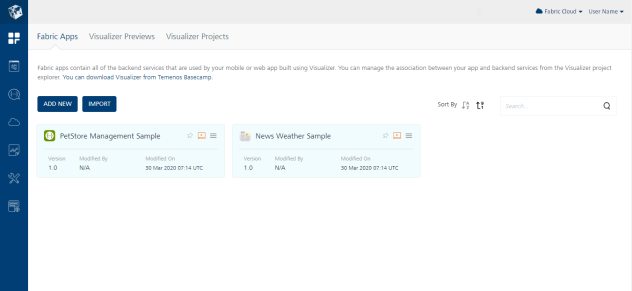 Fabric Cloud User Name
Fabric Apps Visualizer Previews Visualizer Projects
Fabric apps contain all of the backend services that are used by your mobile or web app built using Visualizer. You can manage the association between your app and backend services from the Visualizer project
explorer. You can download Visualizer from Temenos Basecamp.
ADD NEW IMPORT Sort By Search...
PetStore Management Sample News Weather Sample
Version Modified By Modified On Version Modified By Modified On
1.0 N/A 30 Mar 2020 07:14 UTC 1.0 N/A 30 Mar 2020 07:14 UTC